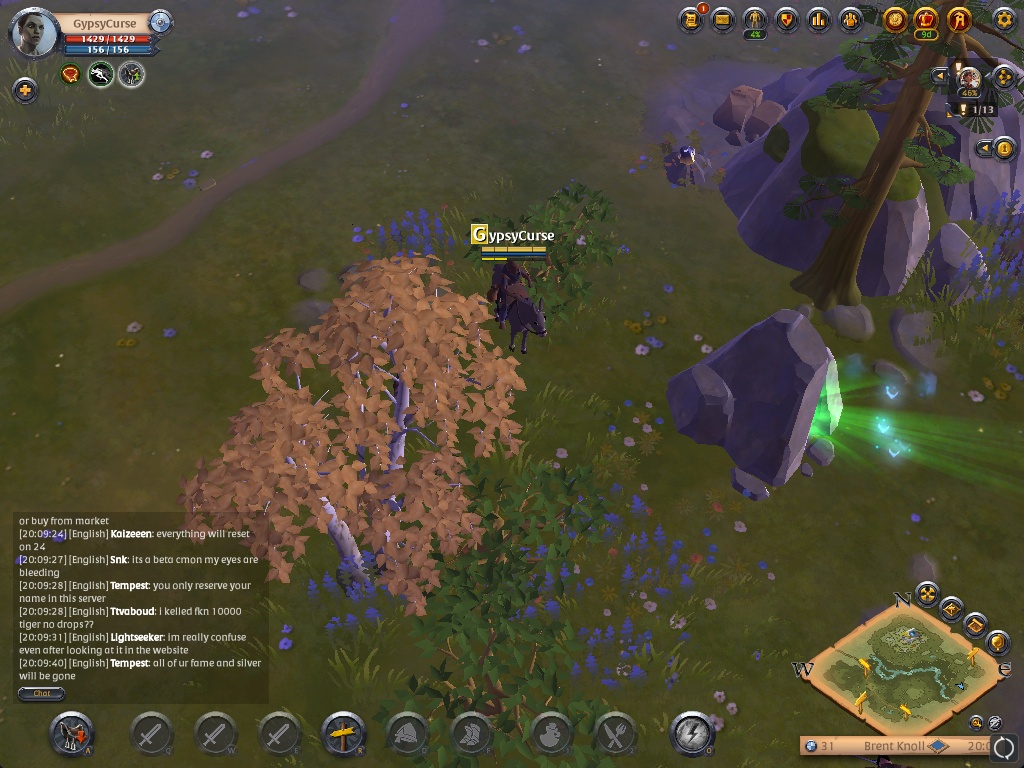 GypsyCurse
1429 / 1429
156 / 156
1
4%
9d
46%
1/13
GypsyCurse
or buy from market
[20:09:24] [English] Kaizeeen: everything will reset
on 24
[20:09:27] [English] Snk: its a beta cmon my eyes are
bleeding
[20:09:28] [English] Tempest: you only reserve your
name in this server
[20:09:28] [English] Ttvaboud: i kelled fkn 10000
tiger no drops??
[20:09:31] [English] Lightseeker: im really confuse
even after looking at it in the website
[20:09:40] [English] Tempest: all of ur fame and silver
will be gone
Chat
N
W
E
A
Q
W
E
R
D
F
31
Brent Knoll